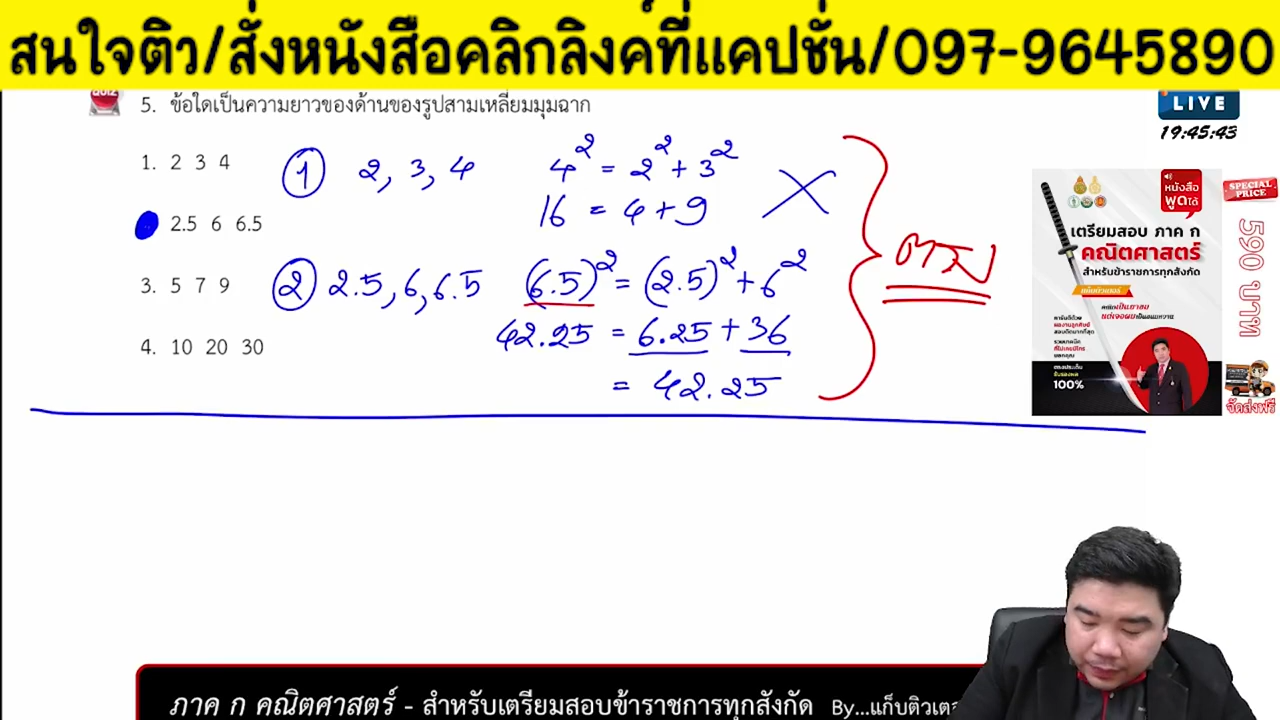 สนใจติว/สั่งหนังสือคลิกลิงค์ที่แคปชั่น/097-9645890
QUIZ
5. ข้อใดเป็นความยาวของด้านของรูปสามเหลี่ยมมุมฉาก
LIVE
19:45:43
1. 2 3 4
① 2, 3, 4
4² = 2² + 3²
16 = 4 + 9
2.5 6 6.5
② 2.5, 6, 6.5
(6.5)² = (2.5)² + 6²
42.25 = 6.25 + 36
= 42.25
3. 5 7 9
4. 10 20 30
หนังสือ
พูดได้
เตรียมสอบ ภาค ก
คณิตศาสตร์
สำหรับข้าราชการทุกสังกัด
100%
SPECIAL
PRICE
590 บาท
จัดส่งฟรี
ภาค ก คณิตศาสตร์ - สำหรับเตรียมสอบข้าราชการทุกสังกัด By...แก็บติวเตอ